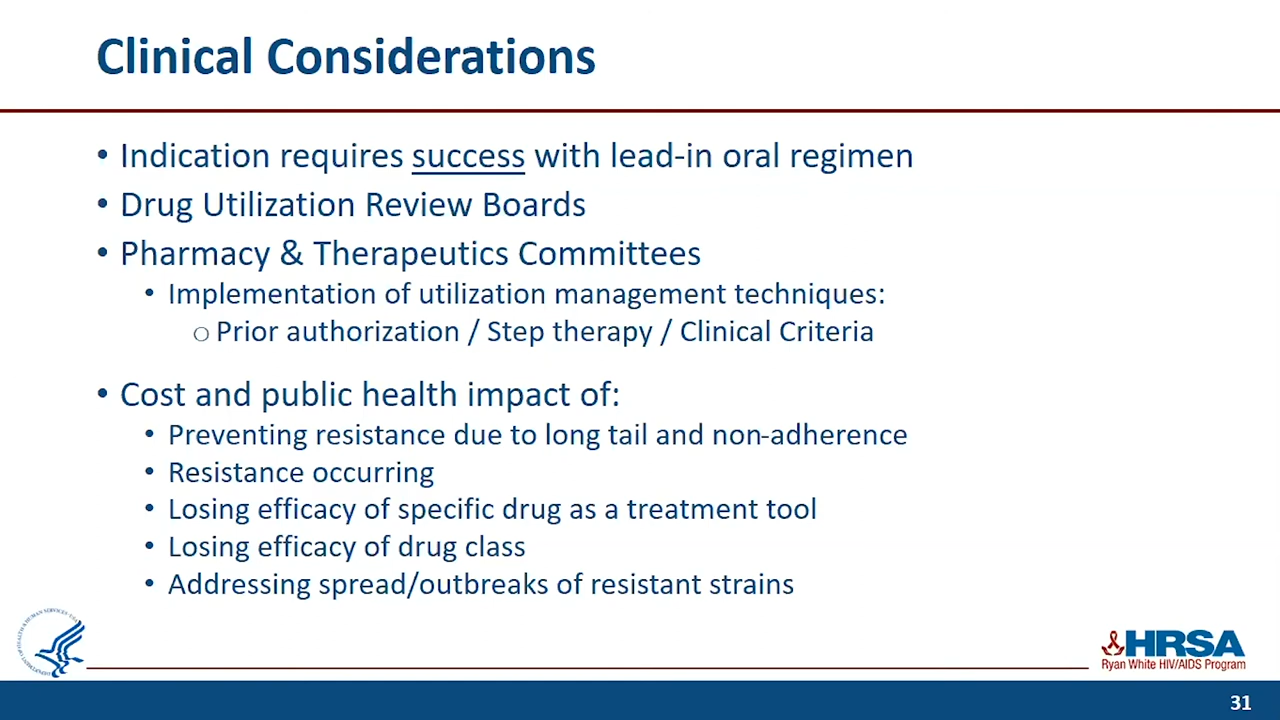 Clinical Considerations
• Indication requires success with lead-in oral regimen
• Drug Utilization Review Boards
• Pharmacy & Therapeutics Committees
• Implementation of utilization management techniques:
○ Prior authorization / Step therapy / Clinical Criteria
• Cost and public health impact of:
• Preventing resistance due to long tail and non-adherence
• Resistance occurring
• Losing efficacy of specific drug as a treatment tool
• Losing efficacy of drug class
• Addressing spread/outbreaks of resistant strains
HRSA
Ryan White HIV/AIDS Program
31